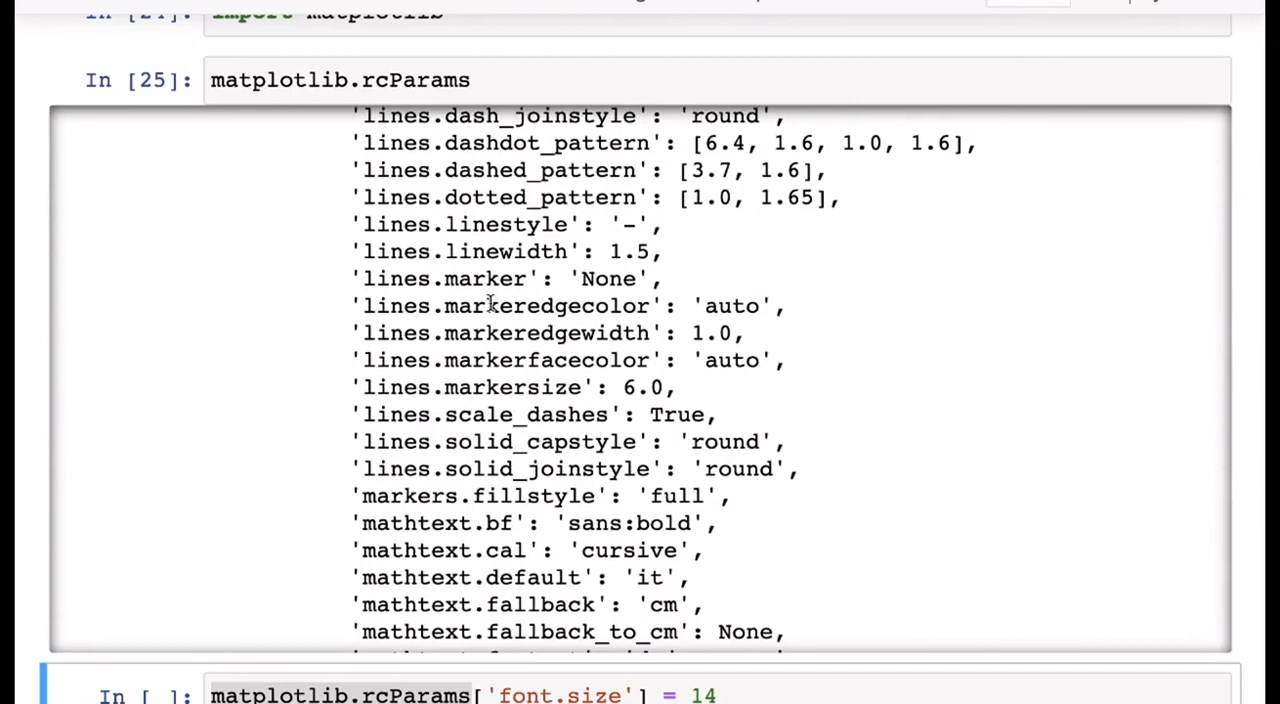 import matplotlib
In [25]: matplotlib.rcParams
'lines.dash_joinstyle': 'round',
'lines.dashdot_pattern': [6.4, 1.6, 1.0, 1.6],
'lines.dashed_pattern': [3.7, 1.6],
'lines.dotted_pattern': [1.0, 1.65],
'lines.linestyle': '-',
'lines.linewidth': 1.5,
'lines.marker': 'None',
'lines.markeredgecolor': 'auto',
'lines.markeredgewidth': 1.0,
'lines.markerfacecolor': 'auto',
'lines.markersize': 6.0,
'lines.scale_dashes': True,
'lines.solid_capstyle': 'round',
'lines.solid_joinstyle': 'round',
'markers.fillstyle': 'full',
'mathtext.bf': 'sans:bold',
'mathtext.cal': 'cursive',
'mathtext.default': 'it',
'mathtext.fallback': 'cm',
'mathtext.fallback_to_cm': None,
In [ ]: matplotlib.rcParams['font.size'] = 14